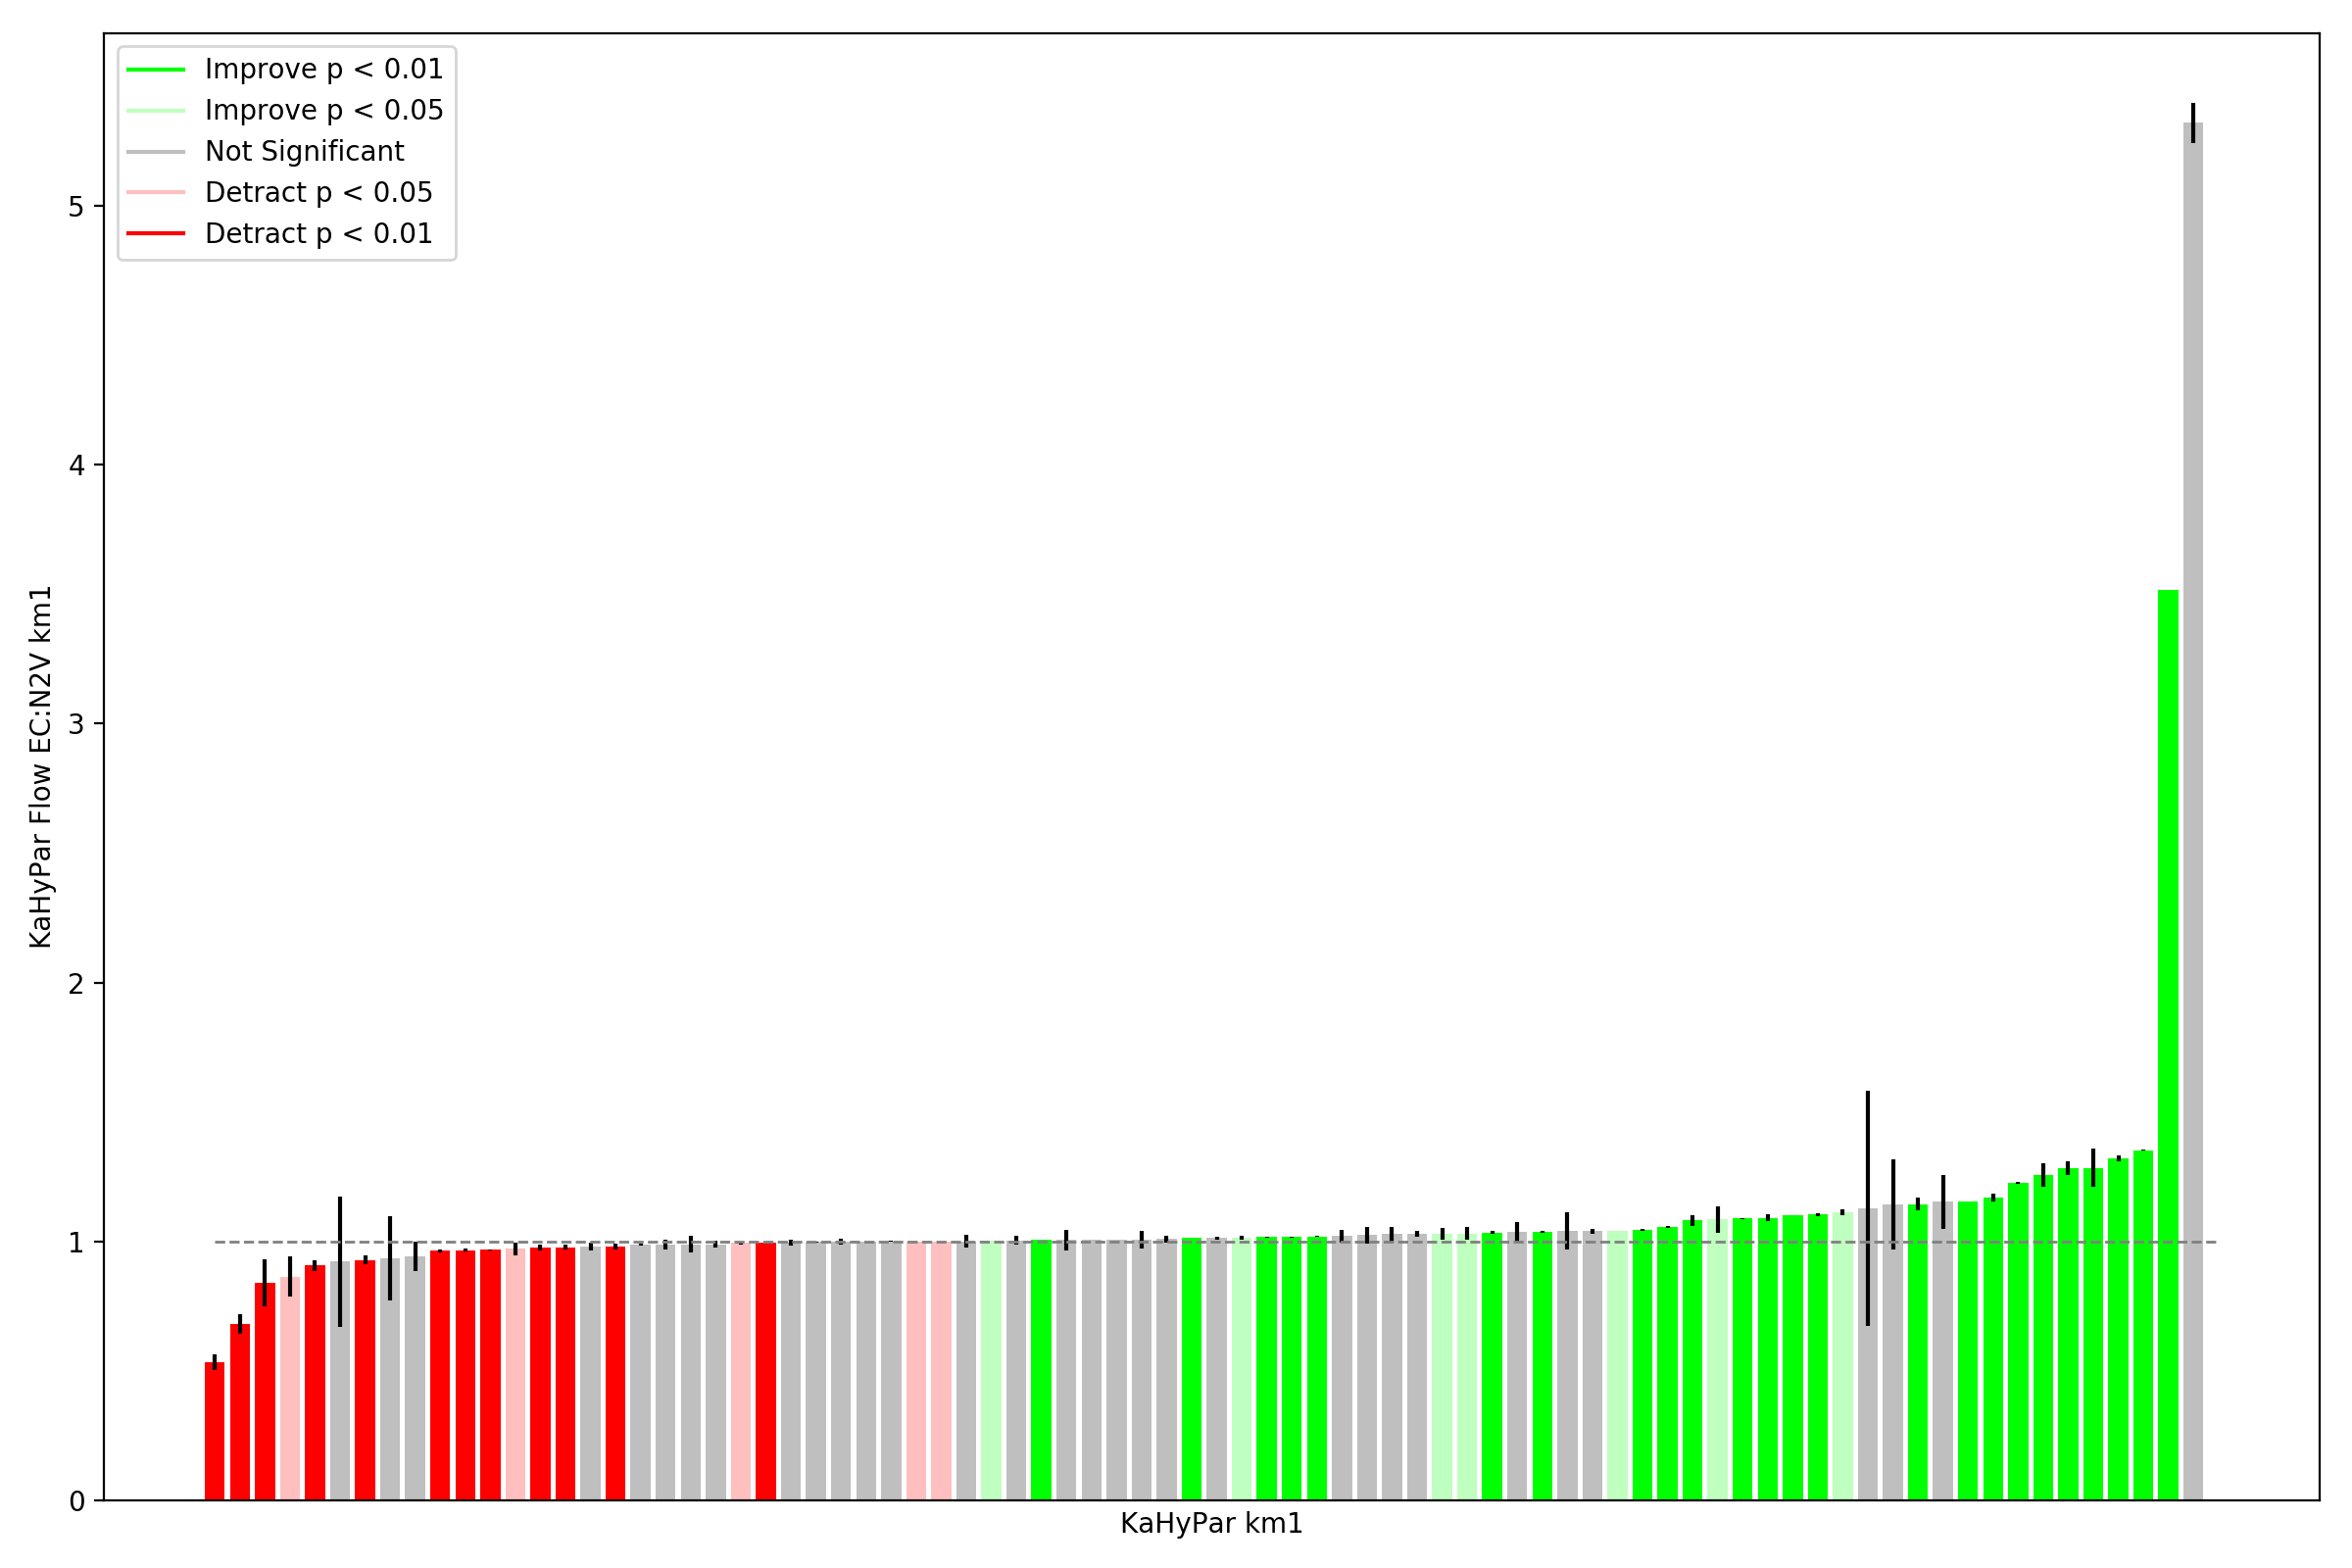 Improve p < 0.01
Improve p < 0.05
Not Significant
Detract p < 0.05
Detract p < 0.01
5
4
3
2
1
0
KaHyPar Flow EC:N2V km1
KaHyPar km1